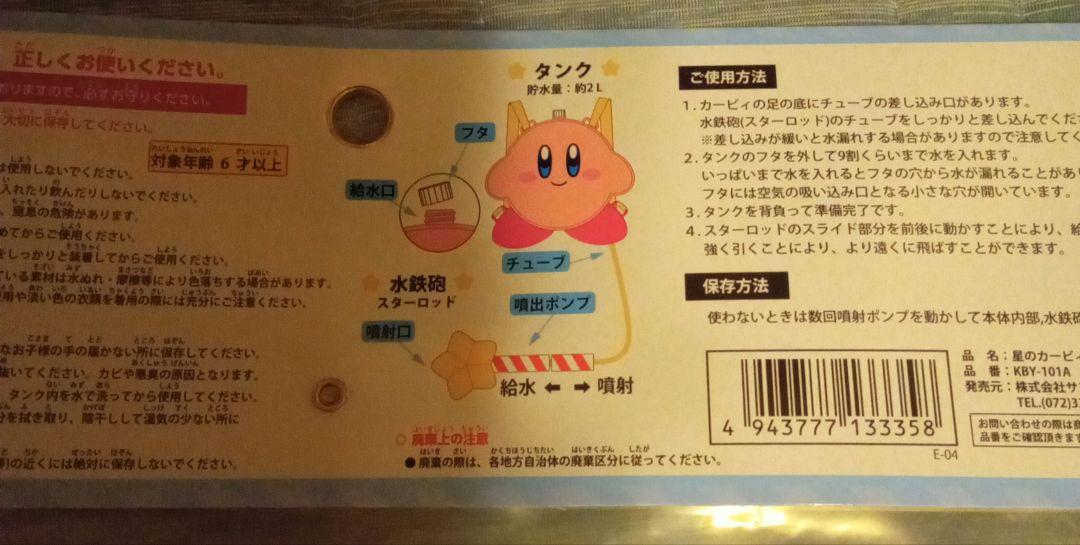 正しくお使いください。
ありますので、必ずお守りください。
大切に保存してください。
対象年齢 6 才以上
は使用しないでください。
入れたり飲んだりしないでください。
、窒息の危険があります。
めてからご使用ください。
をしっかりと装着してからご使用ください。
ている素材は水ぬれ・摩擦等により色落ちする場合があります。
用や淡い色の衣類を着用の際には充分にご注意ください。
なお子様の手の届かない所に保存してください。
抜いてください。カビや悪臭の原因となります。
タンク内を水で洗ってから使用してください。
分を拭き取り、陰干しして湿気の少ない所に
の近くには絶対に保存しないでください。
タンク
貯水量：約2L
フタ
給水口
チューブ
水鉄砲
スターロッド
噴出ポンプ
噴射口
給水 ⬅ ➡ 噴射
廃棄上の注意
●廃棄の際は、各地方自治体の廃棄区分に従ってください。
ご使用方法
1. カービィの足の底にチューブの差し込み口があります。
水鉄砲(スターロッド)のチューブをしっかりと差し込んでくだ
※差し込みが緩いと水漏れする場合がありますので注意してく
2. タンクのフタを外して9割くらいまで水を入れます。
いっぱいまで水を入れるとフタの穴から水が漏れることがあり
フタには空気の吸い込み口となる小さな穴が開いています。
3. タンクを背負って準備完了です。
4. スターロッドのスライド部分を前後に動かすことにより、給
強く引くことにより、より遠くに飛ばすことができます。
保存方法
使わないときは数回噴射ポンプを動かして本体内部,水鉄砲
4 943777 133358
品 名：星のカービィ
品 番：KBY-101A
発売元：株式会社サ
TEL.(072)3
お問い合わせの際は商
品番をご確認頂きます
E-04